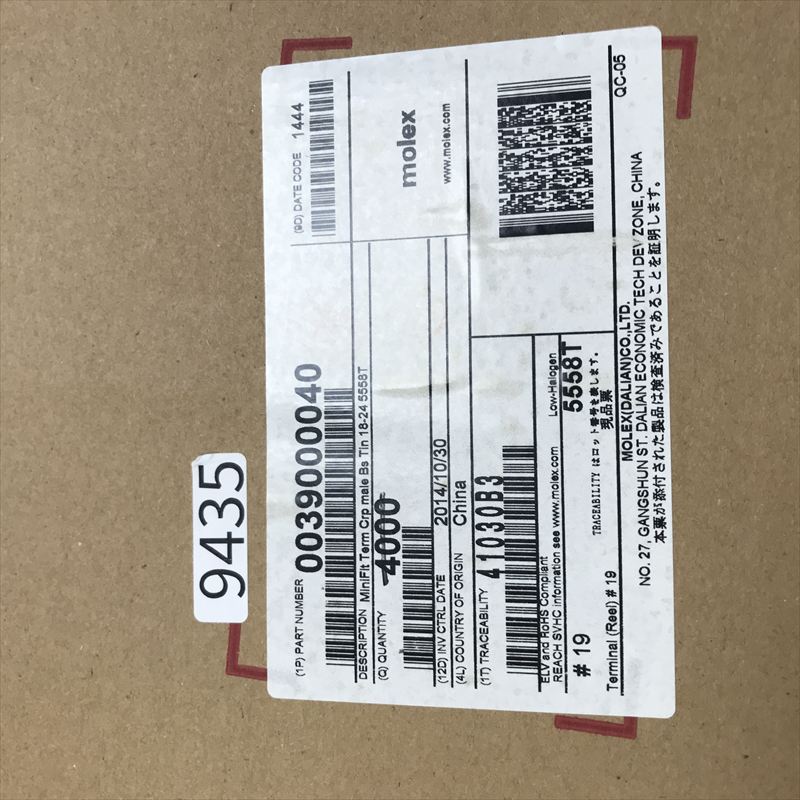 9435
(1P) PART NUMBER 0039000040
(9D) DATE CODE 1444
DESCRIPTION MiniFit Term Crp male Bs Tin 18-24 5558T
(Q) QUANTITY 4000
molex
www.molex.com
(12D) INV CTRL DATE 2014/10/30
(4L) COUNTRY OF ORIGIN China
(1T) TRACEABILITY 41030B3
ELV and RoHS Compliant
REACH SVHC information see www.molex.com Low-Halogen
# 19 5558T
TRACEABILITY はロット番号を表します。
現品票
Terminal (Reel) # 19
QC-05
MOLEX(DALIAN)CO.,LTD.
NO. 27, GANGSHUN ST. DALIAN ECONOMIC TECH DEV ZONE, CHINA
本票が添付された製品は検査済みであることを証明します。